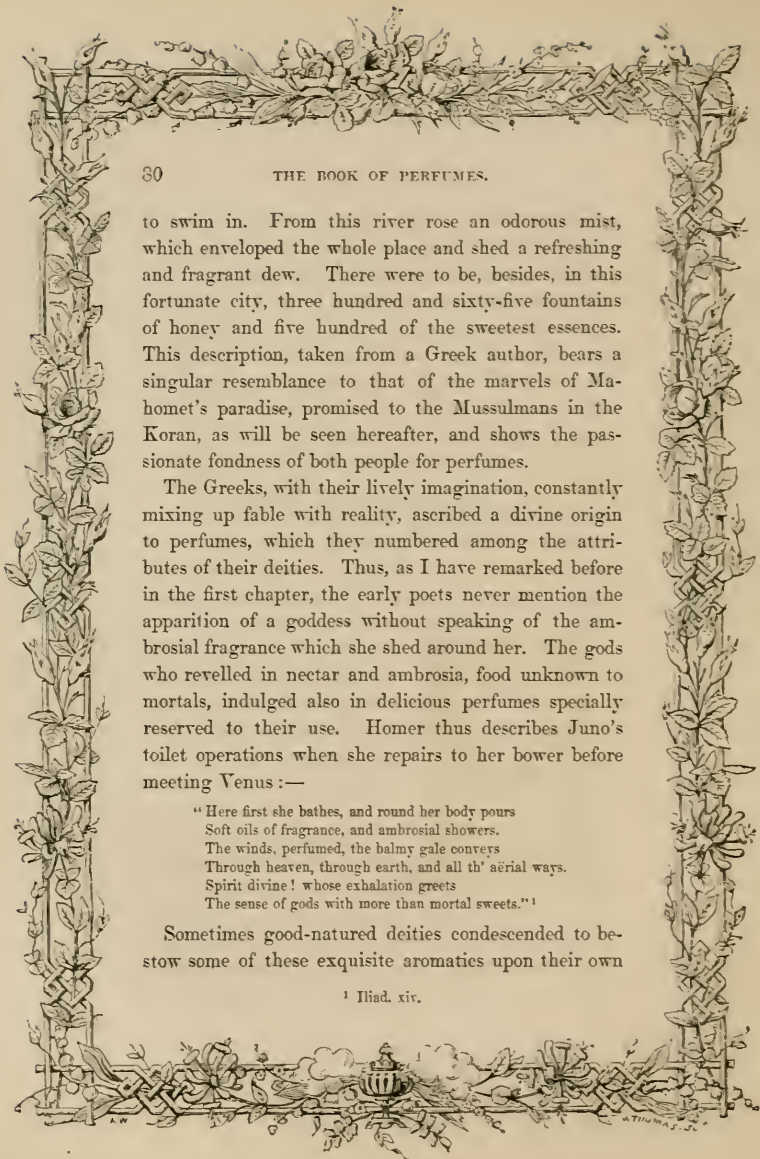 80 THE BOOK OF PERFUMES.
to swim in. From this river rose an odorous mist,
which enveloped the whole place and shed a refreshing
and fragrant dew. There were to be, besides, in this
fortunate city, three hundred and sixty-five fountains
of honey and five hundred of the sweetest essences.
This description, taken from a Greek author, bears a
singular resemblance to that of the marvels of Ma-
homet's paradise, promised to the Mussulmans in the
Koran, as will be seen hereafter, and shows the pas-
sionate fondness of both people for perfumes.
The Greeks, with their lively imagination, constantly
mixing up fable with reality, ascribed a divine origin
to perfumes, which they numbered among the attri-
butes of their deities. Thus, as I have remarked before
in the first chapter, the early poets never mention the
apparition of a goddess without speaking of the am-
brosial fragrance which she shed around her. The gods
who revelled in nectar and ambrosia, food unknown to
mortals, indulged also in delicious perfumes specially
reserved to their use. Homer thus describes Juno's
toilet operations when she repairs to her bower before
meeting Venus :—
“ Here first she bathes, and round her body pours
Soft oils of fragrance, and ambrosial showers.
The winds, perfumed, the balmy gale conveys
Through heaven, through earth, and all th' aërial ways.
Spirit divine ! whose exhalation greets
The sense of gods with more than mortal sweets.” ¹
Sometimes good-natured deities condescended to be-
stow some of these exquisite aromatics upon their own
¹ Iliad. xiv.
A W